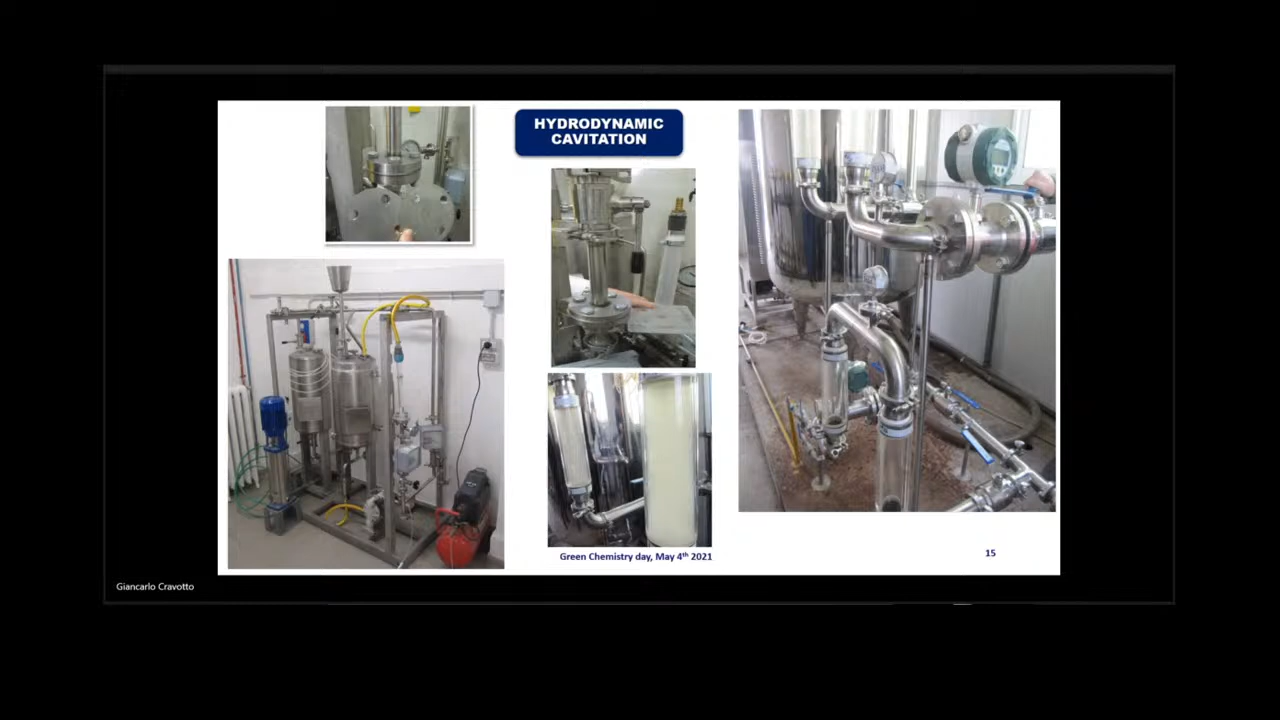 HYDRODYNAMIC
CAVITATION
Green Chemistry day, May 4th 2021
15
Giancarlo Cravotto